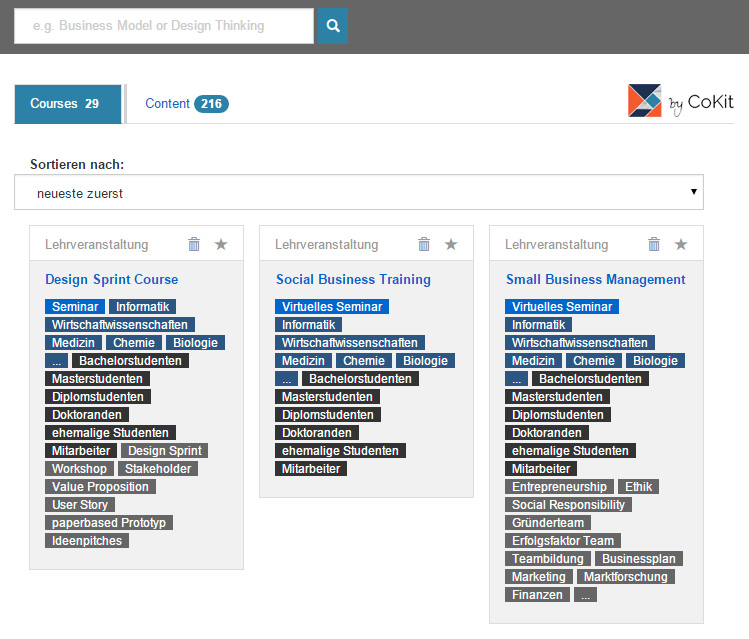 e.g. Business Model or Design Thinking
Courses 29
Content 216
by CoKit
Sortieren nach:
neueste zuerst
Lehrveranstaltung
Design Sprint Course
Seminar Informatik
Wirtschaftwissenschaften
Medizin Chemie Biologie
... Bachelorstudenten
Masterstudenten
Diplomstudenten
Doktoranden
ehemalige Studenten
Mitarbeiter Design Sprint
Workshop Stakeholder
Value Proposition
User Story
paperbased Prototyp
Ideenpitches
Lehrveranstaltung
Social Business Training
Virtuelles Seminar
Informatik
Wirtschaftwissenschaften
Medizin Chemie Biologie
... Bachelorstudenten
Masterstudenten
Diplomstudenten
Doktoranden
ehemalige Studenten
Mitarbeiter
Lehrveranstaltung
Small Business Management
Virtuelles Seminar
Informatik
Wirtschaftwissenschaften
Medizin Chemie Biologie
... Bachelorstudenten
Masterstudenten
Diplomstudenten
Doktoranden
ehemalige Studenten
Mitarbeiter
Entrepreneurship Ethik
Social Responsibility
Gründerteam
Erfolgsfaktor Team
Teambildung Businessplan
Marketing Marktforschung
Finanzen ...